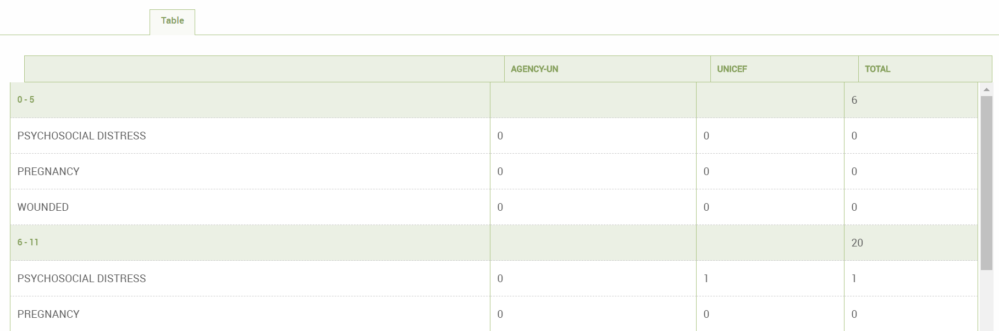 Table
AGENCY-UN UNICEF TOTAL
0 - 5 6
PSYCHOSOCIAL DISTRESS 0 0 0
PREGNANCY 0 0 0
WOUNDED 0 0 0
6 - 11 20
PSYCHOSOCIAL DISTRESS 0 1 1
PREGNANCY 0 0 0